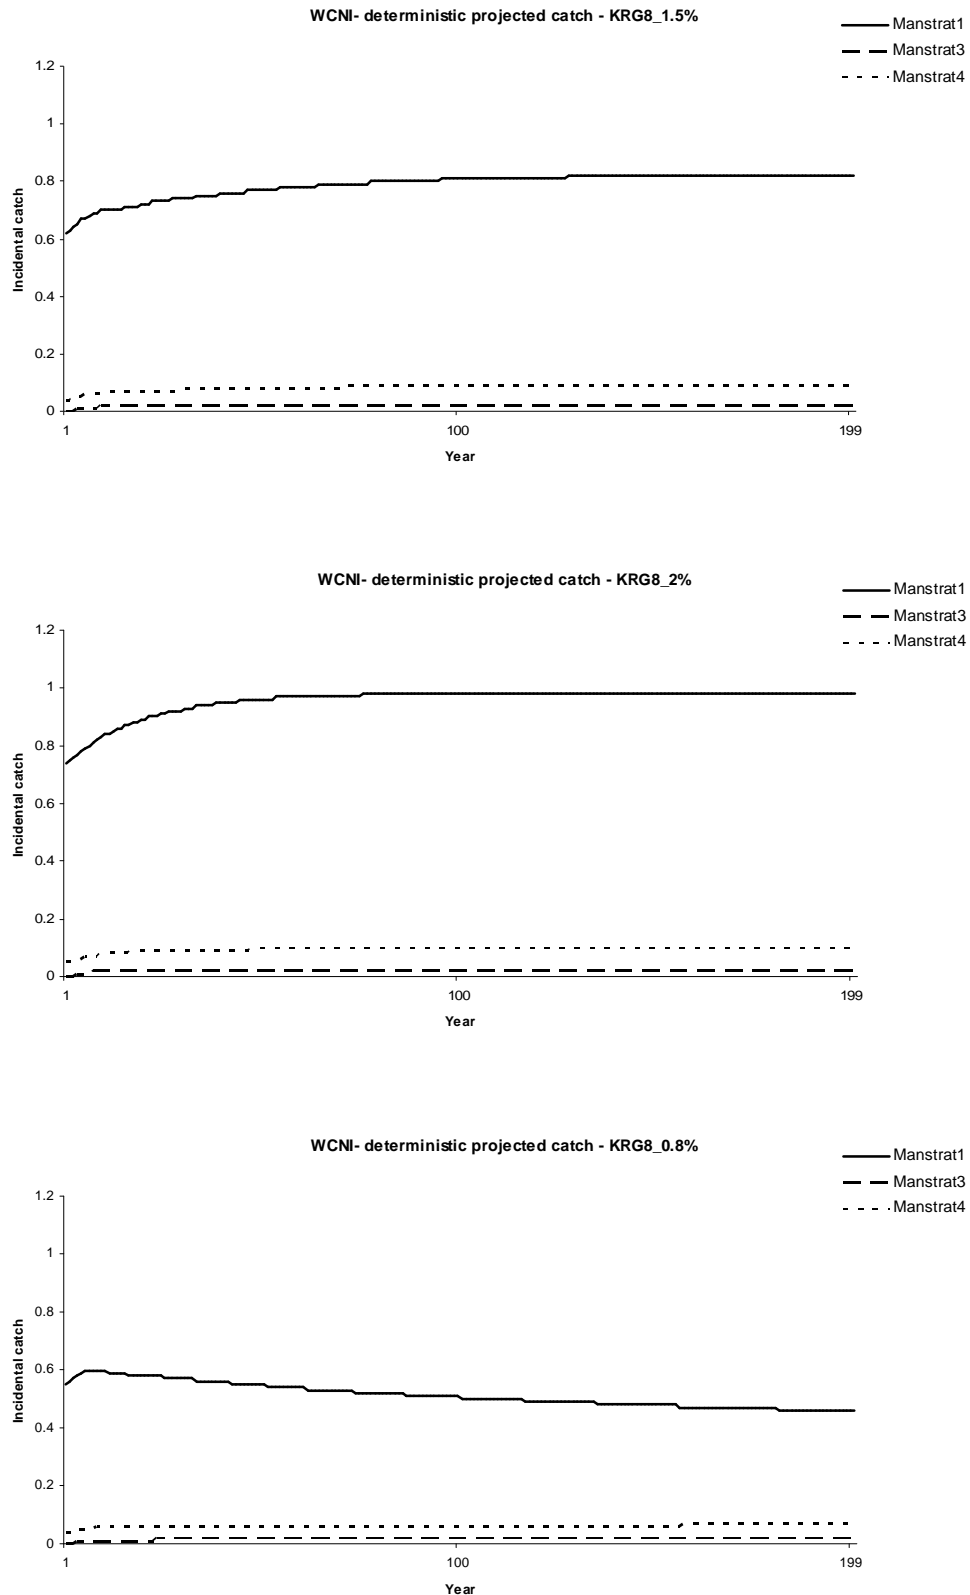 WCNI- deterministic projected catch - KRG8_1.5%
Manstrat1
Manstrat3
Manstrat4
1.2
1
0.8
0.6
0.4
0.2
0
Incidental catch
1
100
199
Year
WCNI- deterministic projected catch - KRG8_2%
Manstrat1
Manstrat3
Manstrat4
1.2
1
0.8
0.6
0.4
0.2
0
Incidental catch
1
100
199
Year
WCNI- deterministic projected catch - KRG8_0.8%
Manstrat1
Manstrat3
Manstrat4
1.2
1
0.8
0.6
0.4
0.2
0
Incidental catch
1
100
199
Year